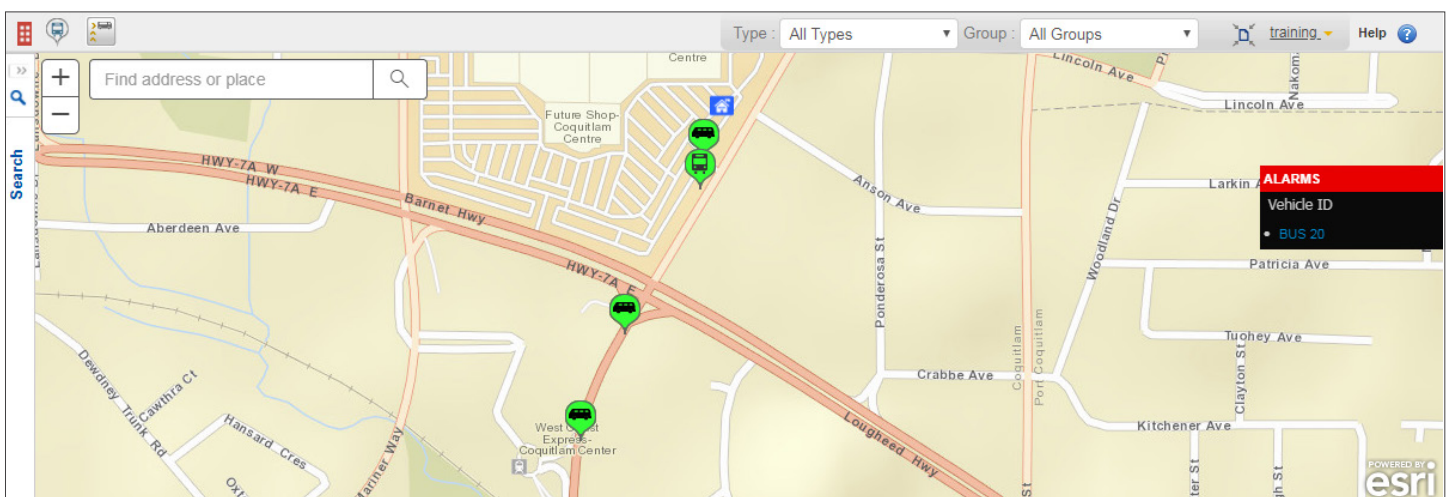 Type : All Types Group : All Groups training Help ?
>>
+
Find address or place
−
Search
Centre
Future Shop-
Coquitlam
Centre
HWY-7A W
HWY-7A E
Barnet Hwy
Aberdeen Ave
HWY-7A E
Lincoln Ave
Lincoln Ave
Anson Ave
Ponderosa St
Woodland Dr
ALARMS
Vehicle ID
• BUS 20
Patricia Ave
Tuohey Ave
Coquitlam
Port Coquitlam
Clayton St
Crabbe Ave
Kitchener Ave
Lougheed Hwy
Dewdney Trunk Rd
Cawthra Ct
Hansard Cres
Mariner Way
Express-
Coquitlam Center
POWERED BY
esri